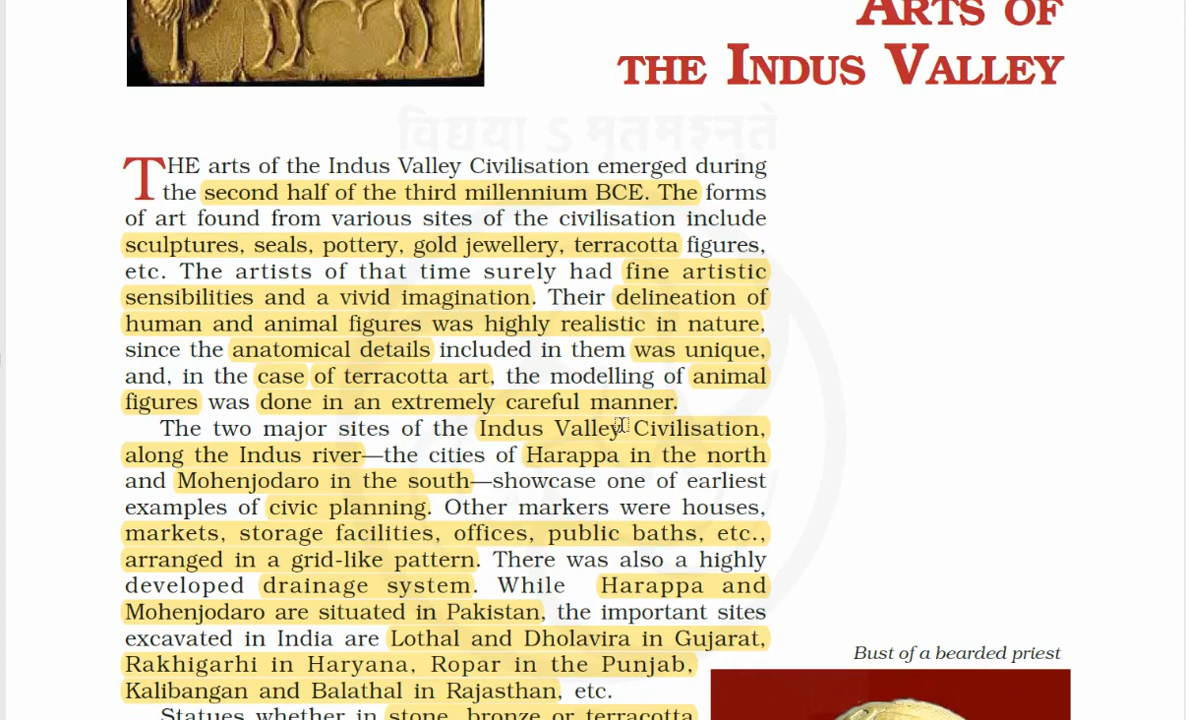 ARTS OF
THE INDUS VALLEY
विद्यया ऽ मृतमश्नुते
THE arts of the Indus Valley Civilisation emerged during
the second half of the third millennium BCE. The forms
of art found from various sites of the civilisation include
sculptures, seals, pottery, gold jewellery, terracotta figures,
etc. The artists of that time surely had fine artistic
sensibilities and a vivid imagination. Their delineation of
human and animal figures was highly realistic in nature,
since the anatomical details included in them was unique,
and, in the case of terracotta art, the modelling of animal
figures was done in an extremely careful manner.
The two major sites of the Indus Valley Civilisation,
along the Indus river—the cities of Harappa in the north
and Mohenjodaro in the south—showcase one of earliest
examples of civic planning. Other markers were houses,
markets, storage facilities, offices, public baths, etc.,
arranged in a grid-like pattern. There was also a highly
developed drainage system. While Harappa and
Mohenjodaro are situated in Pakistan, the important sites
excavated in India are Lothal and Dholavira in Gujarat,
Rakhigarhi in Haryana, Ropar in the Punjab,
Kalibangan and Balathal in Rajasthan, etc.
Statues whether in stone, bronze or terracotta
Bust of a bearded priest